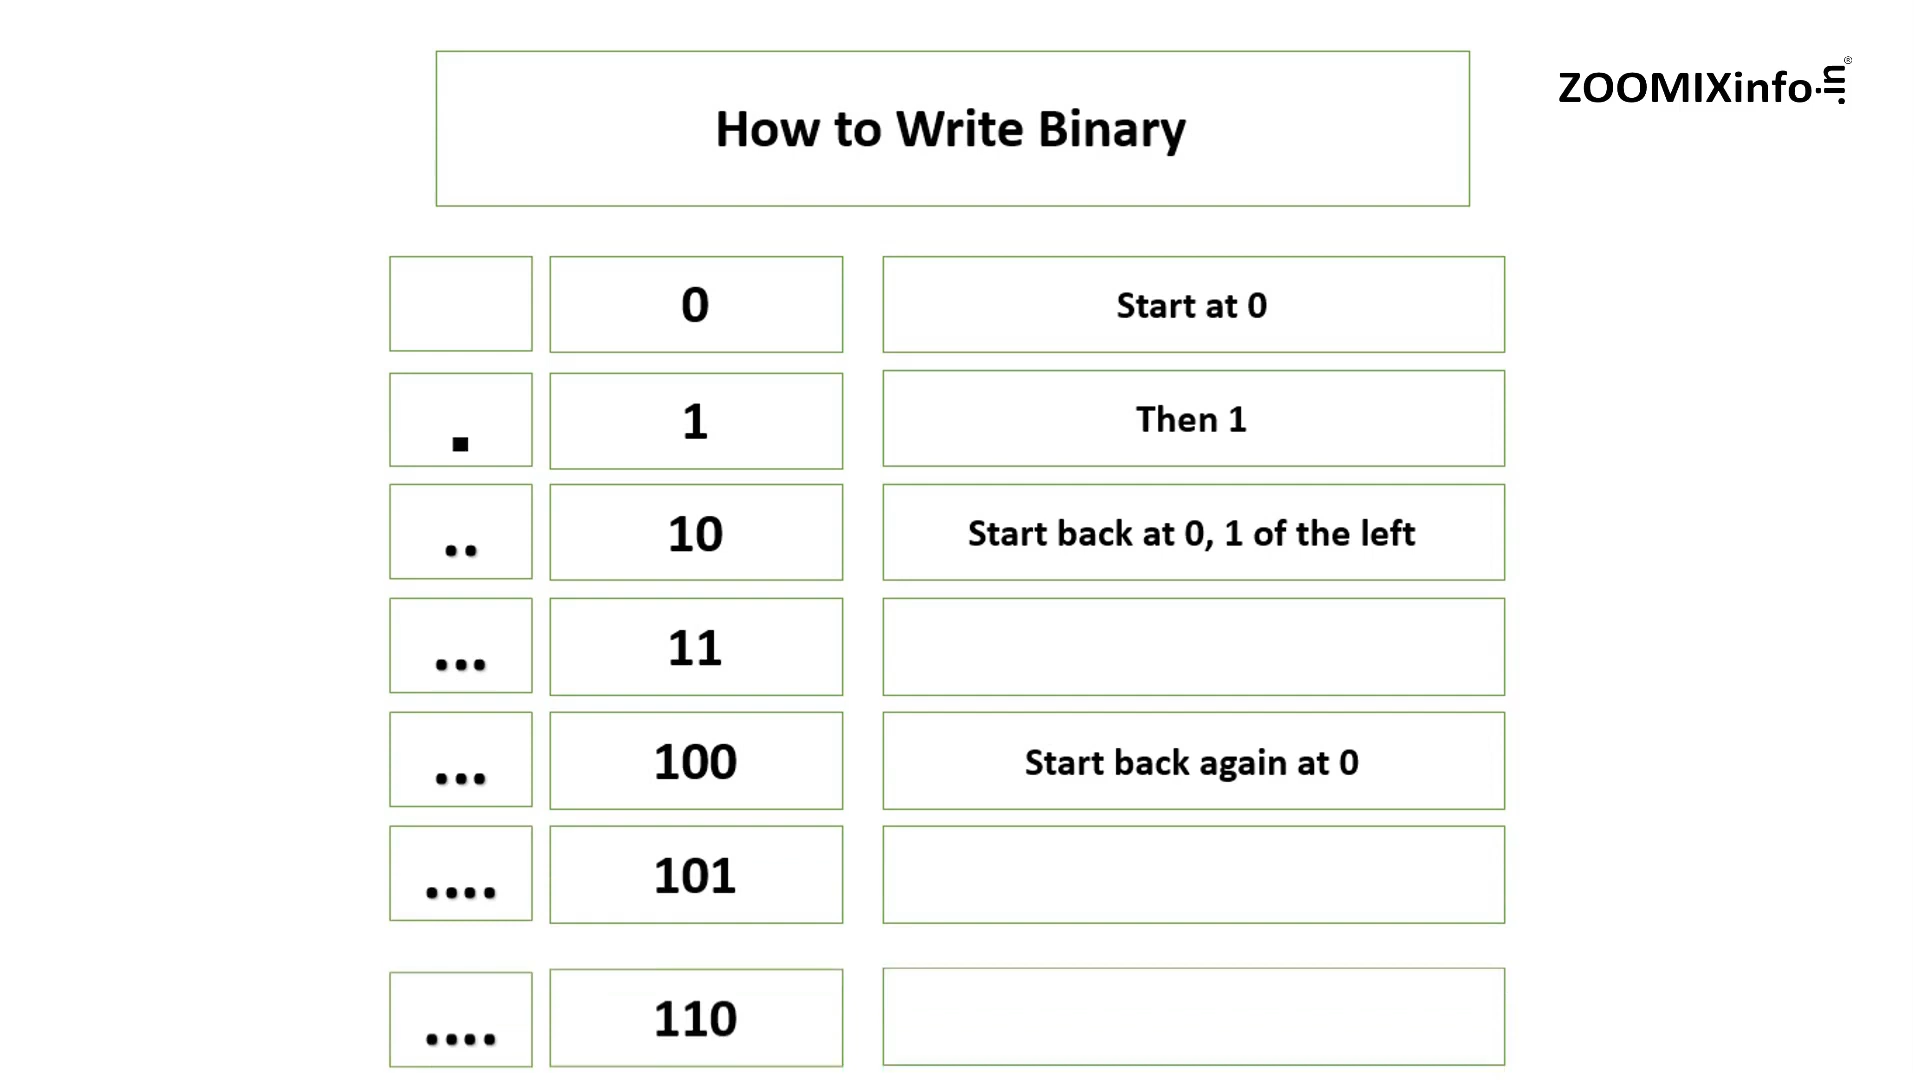 How to Write Binary
ZOOMIXinfo.in®
0 Start at 0
. 1 Then 1
.. 10 Start back at 0, 1 of the left
... 11
... 100 Start back again at 0
.... 101
.... 110